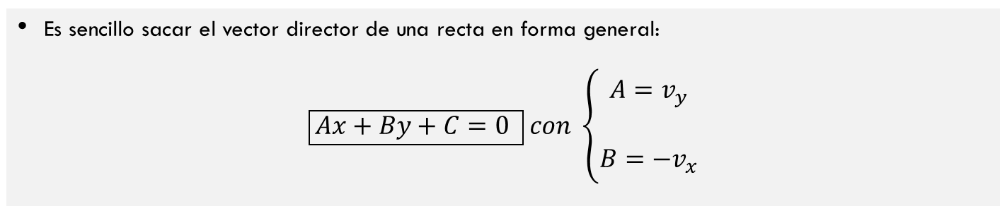 • Es sencillo sacar el vector director de una recta en forma general:
A = v_y
Ax + By + C = 0 con {
B = −v_x